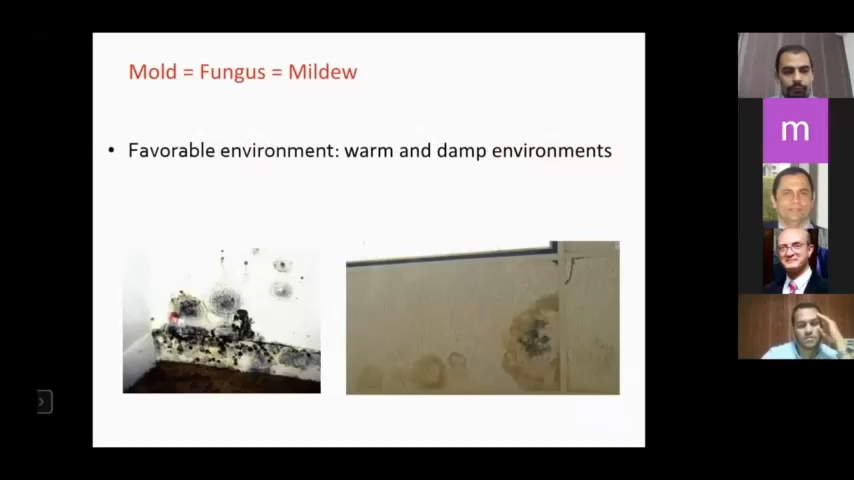 Mold = Fungus = Mildew
• Favorable environment: warm and damp environments
m